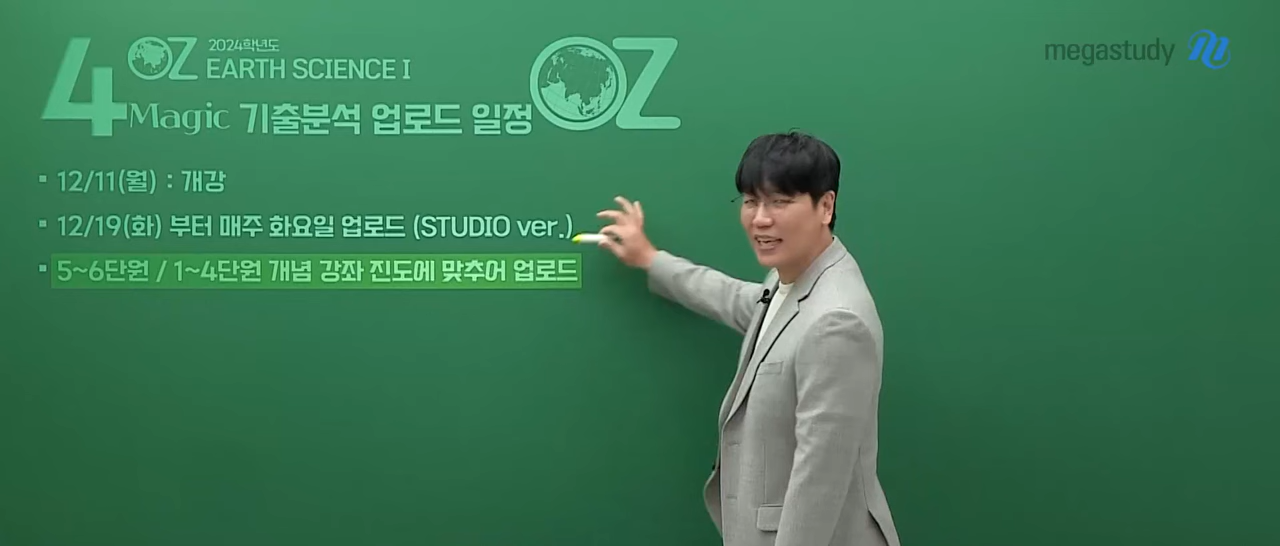 megastudy
4 OZ 2024학년도
EARTH SCIENCE I
Magic 기출분석 업로드 일정
OZ
▪ 12/11(월) : 개강
▪ 12/19(화) 부터 매주 화요일 업로드 (STUDIO ver.)
▪ 5~6단원 / 1~4단원 개념 강좌 진도에 맞추어 업로드